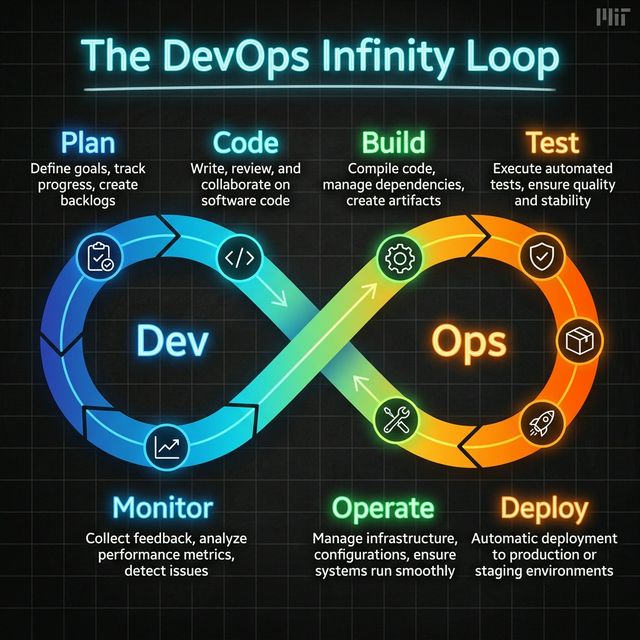 MIT
The DevOps Infinity Loop
Plan
Define goals, track
progress, create
backlogs
Code
Write, review, and
collaborate on
software code
Build
Compile code,
manage dependencies,
create artifacts
Test
Execute automated
tests, ensure quality
and stability
</>
Dev
Ops
Monitor
Collect feedback, analyze
performance metrics,
detect issues
Operate
Manage infrastructure,
configurations, ensure
systems run smoothly
Deploy
Automatic deployment
to production or
staging environments